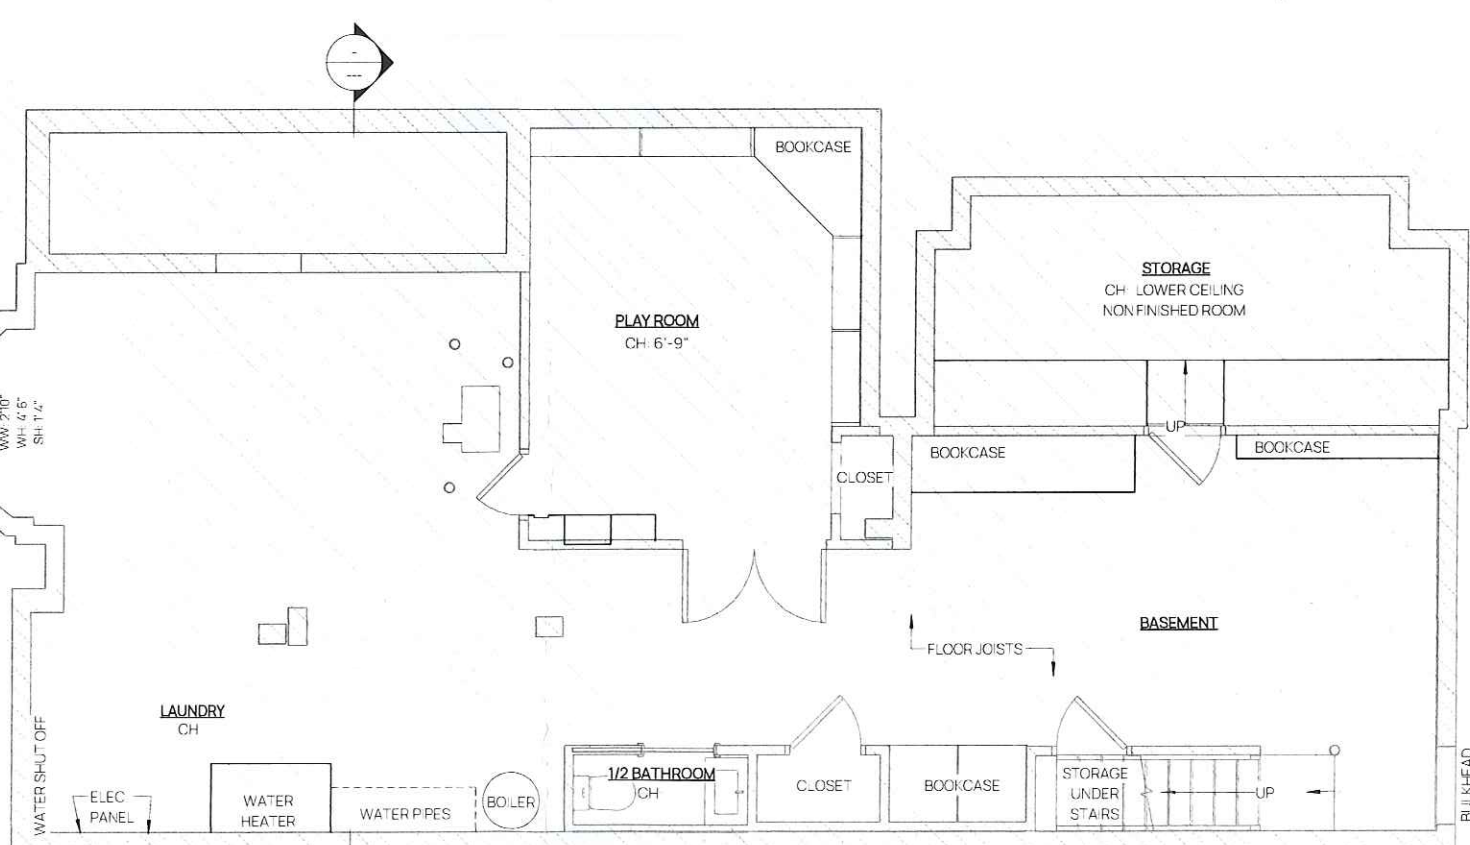 -
---
BOOKCASE
STORAGE
CH: LOWER CEILING
NON FINISHED ROOM
PLAY ROOM
CH: 6'-9"
WW: 2'10"
WH: 4' 6"
SH: 1' 4"
UP
BOOKCASE
BOOKCASE
CLOSET
BASEMENT
FLOOR JOISTS
LAUNDRY
CH
WATER SHUT OFF
ELEC
PANEL
WATER
HEATER
WATER PIPES
BOILER
1/2 BATHROOM
CH
CLOSET
BOOKCASE
STORAGE
UNDER
STAIRS
UP
BULKHEAD